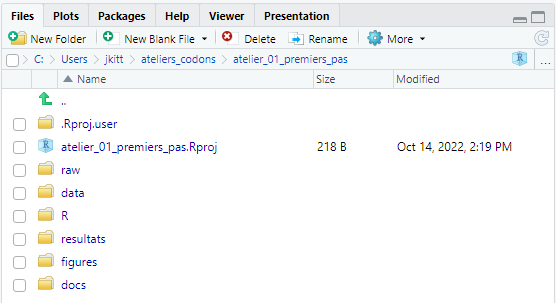 Files Plots Packages Help Viewer Presentation
New Folder New Blank File Delete Rename More
C: Users jkitt ateliers_codons atelier_01_premiers_pas R ...
Name Size Modified
..
.Rproj.user
R atelier_01_premiers_pas.Rproj 218 B Oct 14, 2022, 2:19 PM
raw
data
R
resultats
figures
docs